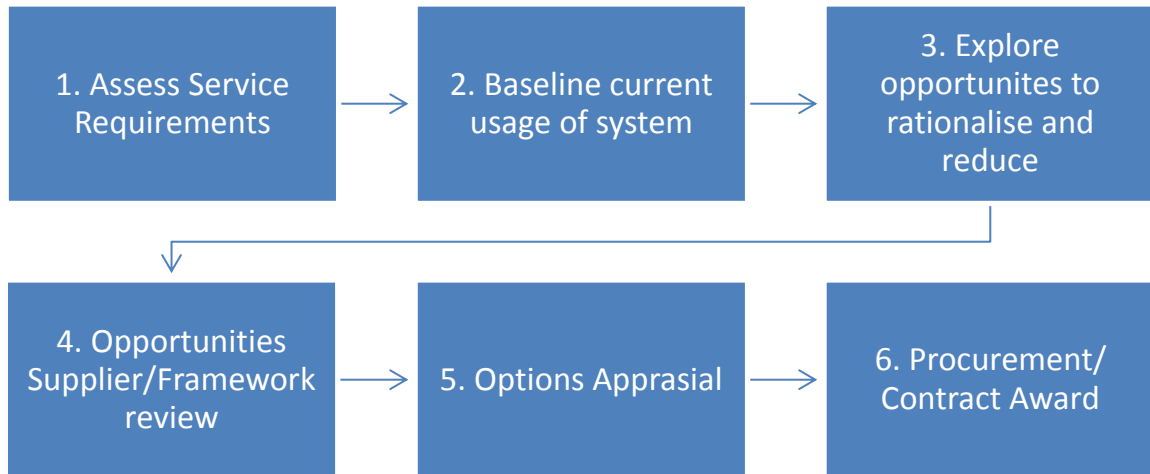 1. Assess Service
Requirements
2. Baseline current
usage of system
3. Explore
opportunites to
rationalise and
reduce
4. Opportunities
Supplier/Framework
review
5. Options Apprasial
6. Procurement/
Contract Award